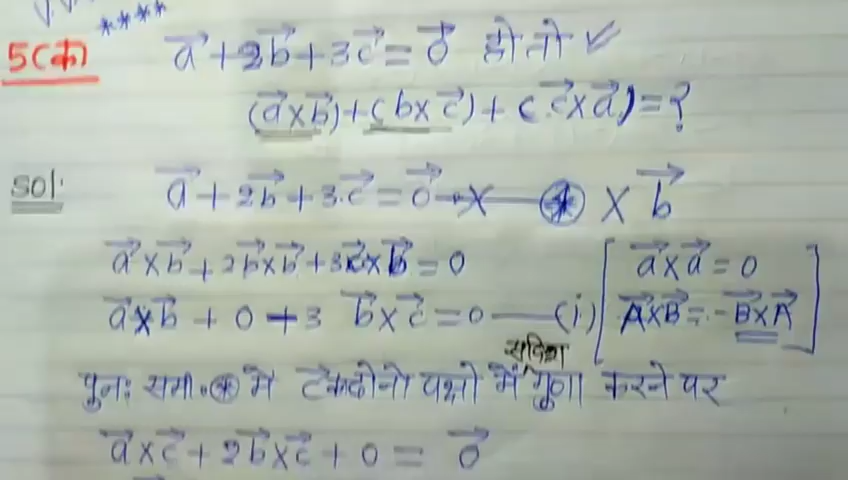 ****
5(क) a⃗ + 2b⃗ + 3c⃗ = 0⃗ हो तो ✓
(a⃗ × b⃗) + (b × c⃗) + (c⃗ × a⃗) = ?
Sol. a⃗ + 2b⃗ + 3.c⃗ = 0⃗ × b⃗
a⃗ × b⃗ + 2b⃗ × b⃗ + 3c⃗ × b⃗ = 0 [a⃗ × a⃗ = 0
a⃗ × b⃗ + 0 - 3 b⃗ × c⃗ = 0 — (i) A⃗ × B⃗ = - B⃗ × A⃗]
सदिश
पुनः समी. * में दोनो पक्षो में गुणा करने पर
a⃗ × c⃗ + 2b⃗ × c⃗ + 0 = 0⃗